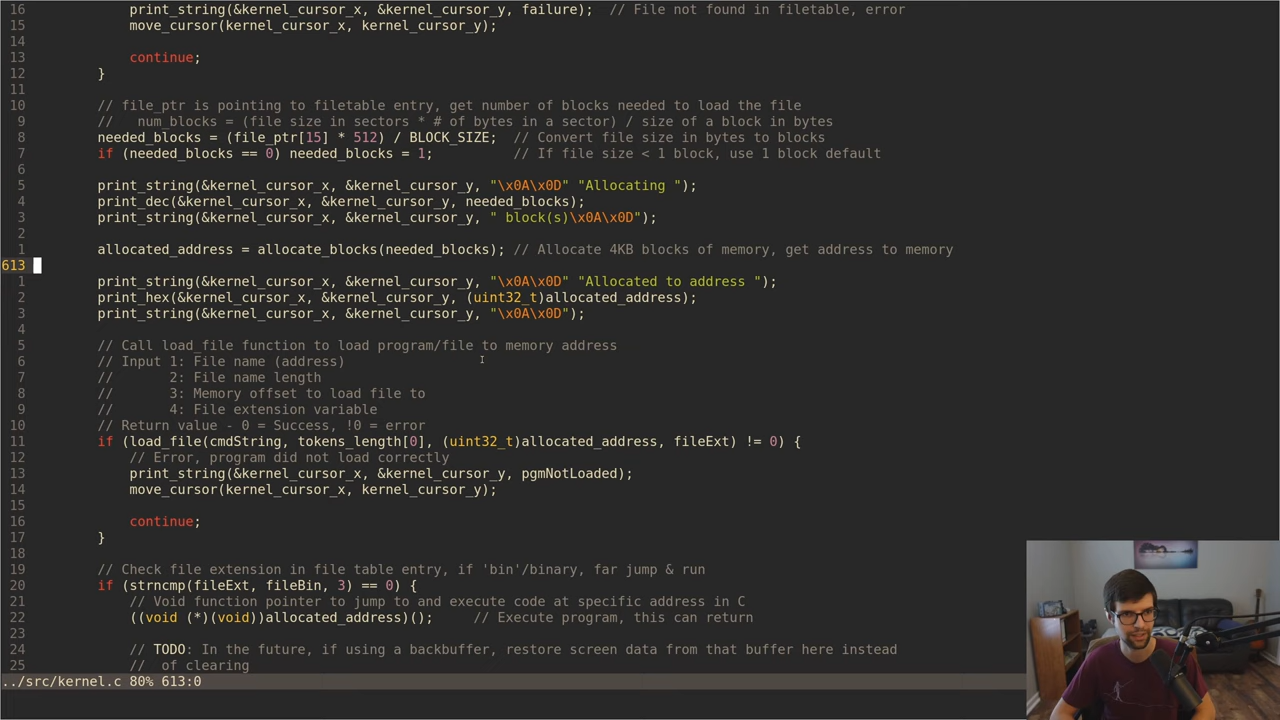 16 print_string(&kernel_cursor_x, &kernel_cursor_y, failure);  // File not found in filetable, error
15 move_cursor(kernel_cursor_x, kernel_cursor_y);
14
13 continue;
12 }
11
10 // file_ptr is pointing to filetable entry, get number of blocks needed to load the file
9 //   num_blocks = (file size in sectors * # of bytes in a sector) / size of a block in bytes
8 needed_blocks = (file_ptr[15] * 512) / BLOCK_SIZE;  // Convert file size in bytes to blocks
7 if (needed_blocks == 0) needed_blocks = 1;          // If file size < 1 block, use 1 block default
6
5 print_string(&kernel_cursor_x, &kernel_cursor_y, "\x0A\x0D" "Allocating ");
4 print_dec(&kernel_cursor_x, &kernel_cursor_y, needed_blocks);
3 print_string(&kernel_cursor_x, &kernel_cursor_y, " block(s)\x0A\x0D");
2
1 allocated_address = allocate_blocks(needed_blocks); // Allocate 4KB blocks of memory, get address to memory
613
1 print_string(&kernel_cursor_x, &kernel_cursor_y, "\x0A\x0D" "Allocated to address ");
2 print_hex(&kernel_cursor_x, &kernel_cursor_y, (uint32_t)allocated_address);
3 print_string(&kernel_cursor_x, &kernel_cursor_y, "\x0A\x0D");
4
5 // Call load_file function to load program/file to memory address
6 // Input 1: File name (address)
7 //       2: File name length
8 //       3: Memory offset to load file to
9 //       4: File extension variable
10 // Return value - 0 = Success, !0 = error
11 if (load_file(cmdString, tokens_length[0], (uint32_t)allocated_address, fileExt) != 0) {
12 // Error, program did not load correctly
13 print_string(&kernel_cursor_x, &kernel_cursor_y, pgmNotLoaded);
14 move_cursor(kernel_cursor_x, kernel_cursor_y);
15
16 continue;
17 }
18
19 // Check file extension in file table entry, if 'bin'/binary, far jump & run
20 if (strncmp(fileExt, fileBin, 3) == 0) {
21 // Void function pointer to jump to and execute code at specific address in C
22 ((void (*)(void))allocated_address)();     // Execute program, this can return
23
24 // TODO: In the future, if using a backbuffer, restore screen data from that buffer here instead
25 //  of clearing
../src/kernel.c 80% 613:0